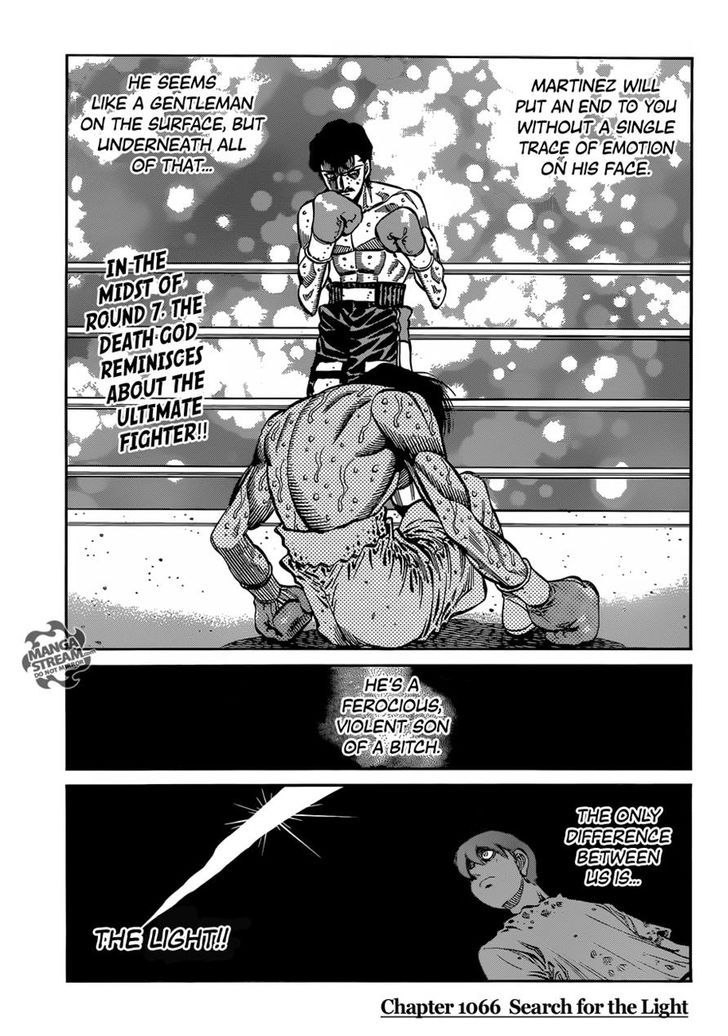 MARTINEZ WILL
PUT AN END TO YOU
WITHOUT A SINGLE
TRACE OF EMOTION
ON HIS FACE.
HE SEEMS
LIKE A GENTLEMAN
ON THE SURFACE, BUT
UNDERNEATH ALL
OF THAT...
IN THE
MIDST OF
ROUND 7. THE
DEATH GOD
REMINISCES
ABOUT THE
ULTIMATE
FIGHTER!!
MANGA
STREAM.com
DO NOT MIRROR
HE'S A
FEROCIOUS,
VIOLENT SON
OF A BITCH.
THE ONLY
DIFFERENCE
BETWEEN
US IS...
THE LIGHT!!
Chapter 1066 Search for the Light